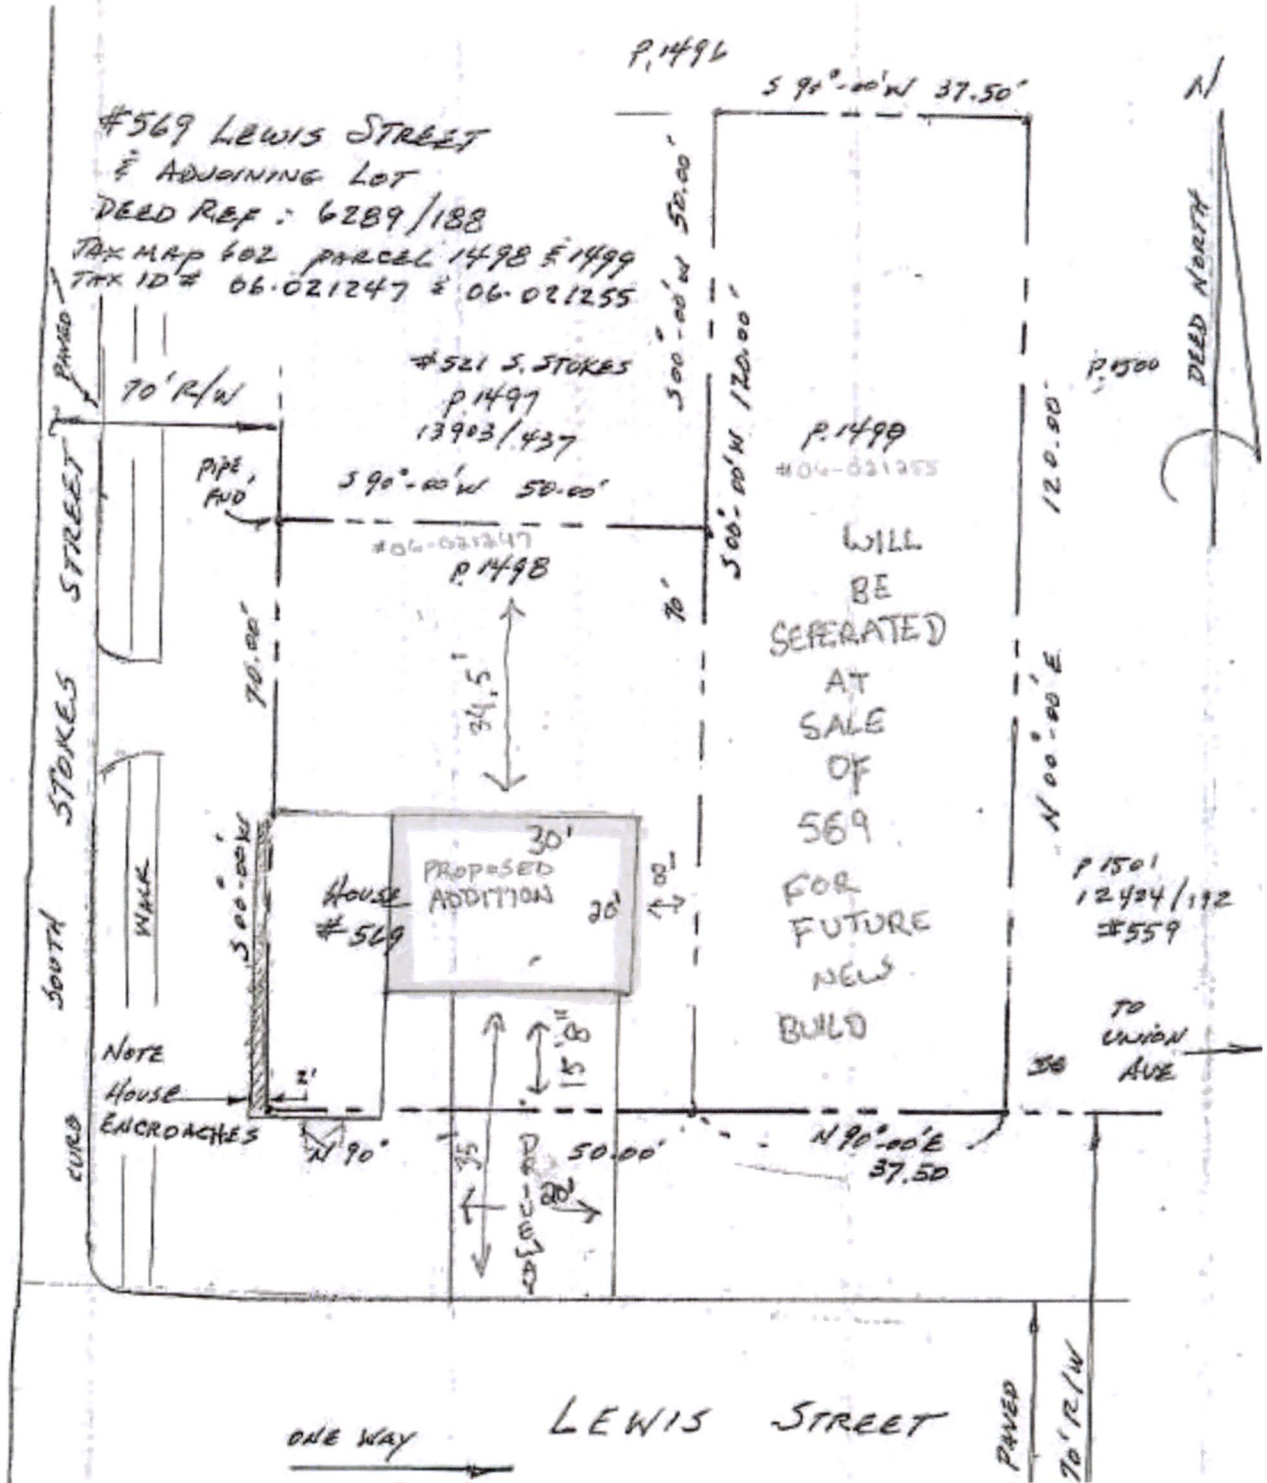 P.1496
S 90°-00'W 37.50'
N
#569 LEWIS STREET
& ADJOINING LOT
DEED REF: 6289/188
TAX MAP 602 PARCEL 1498 & 1499
TAX ID # 06-021247 & 06-021255
S00°-00'W 50.00'
DEED NORTH
PAVED
70' R/W
#521 S. STOKES
P.1497
13903/437
S00°-00'W 120.00'
P.1500
120.00'
PIPE
FND
S 90°-00'W 50.00'
#06-021247
P.1498
P.1499
#06-021255
WILL
BE
SEPERATED
AT
SALE
OF
569
FOR
FUTURE
NEW
BUILD
70.00'
34.5'
70'
N 00°-00'E
SOUTH STOKES STREET
WALK
S 00°-00'W
HOUSE
#569
30'
PROPOSED
ADDITION
20'
8'
P 1501
12424/192
#559
TO
UNION
AVE
NOTE
HOUSE
ENCROACHES
2'
15' 8"
CURB
N 90°
50.00'
N 90°-00'E
37.50
35'
DRIVEWAY
20'
LEWIS STREET
ONE WAY
PAVED
70' R/W